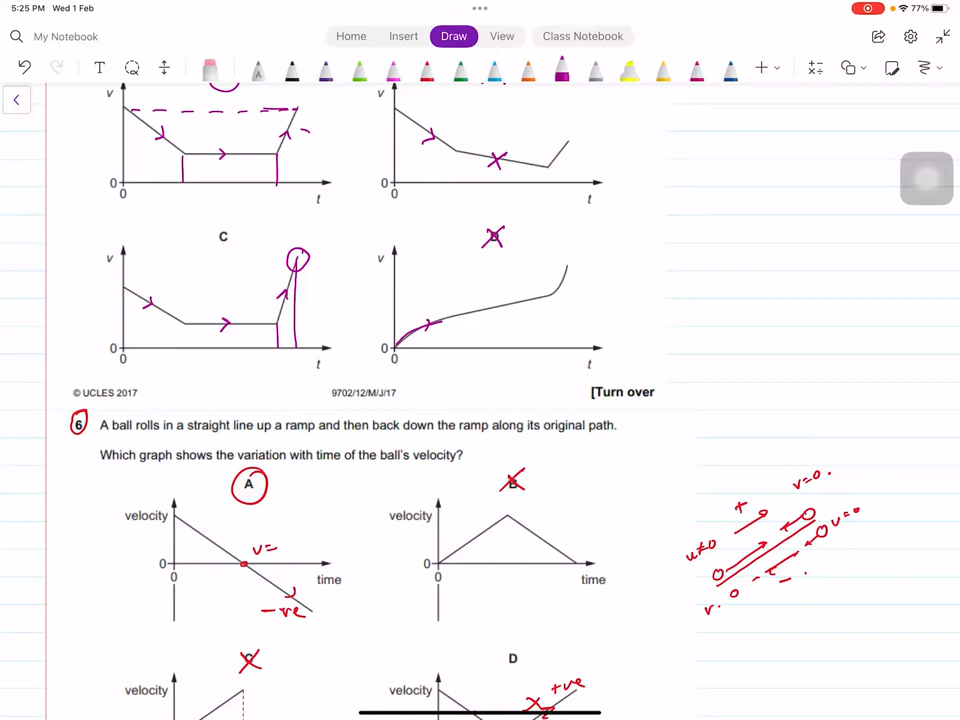 5:25 PM Wed 1 Feb
77%
My Notebook
Home Insert Draw View Class Notebook
T
A
v
0
0
t
v
0
0
t
C
v
0
0
t
D
v
0
0
t
© UCLES 2017
9702/12/M/J/17
[Turn over
6 A ball rolls in a straight line up a ramp and then back down the ramp along its original path.
Which graph shows the variation with time of the ball's velocity?
A
velocity
0
0
time
v=
-ve
B
velocity
0
0
time
+
v=0.
u≠0
v=0
-
v.
C
velocity
D
velocity
+ve